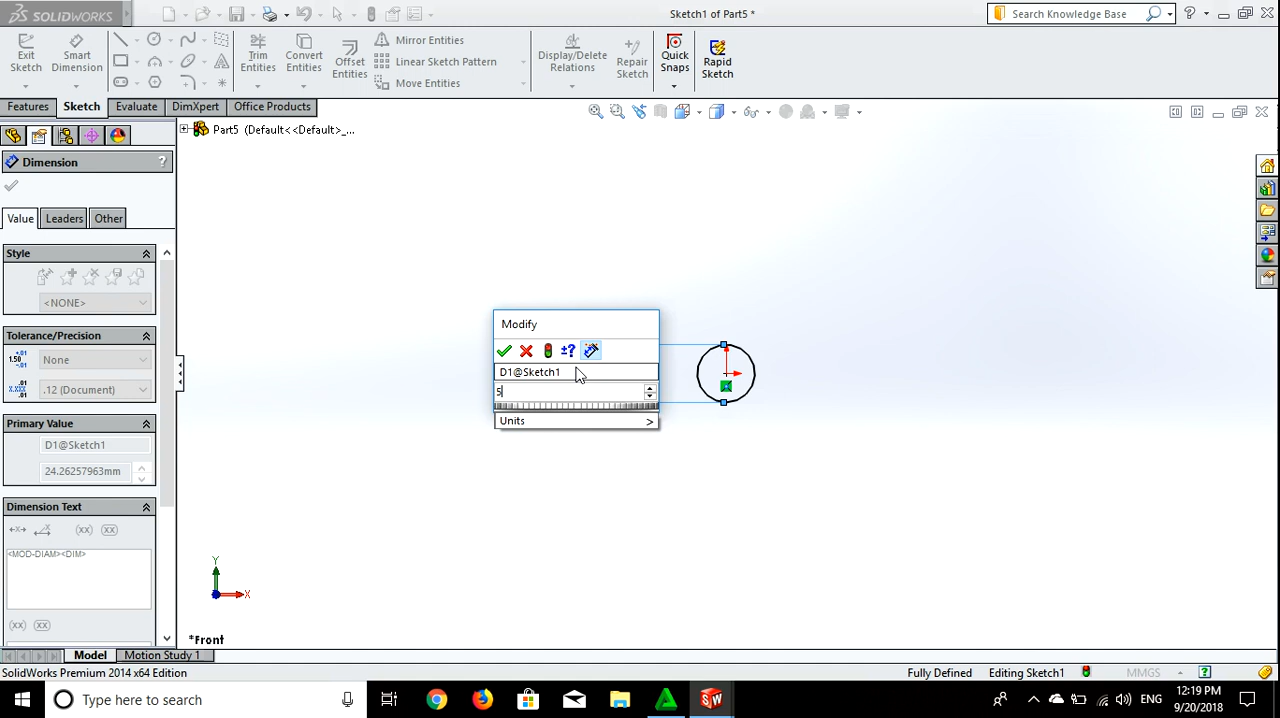 SOLIDWORKS
Sketch1 of Part5 *
Search Knowledge Base
?
Exit Sketch
Smart Dimension
Trim Entities
Convert Entities
Offset Entities
Mirror Entities
Linear Sketch Pattern
Move Entities
Display/Delete Relations
Repair Sketch
Quick Snaps
Rapid Sketch
Features
Sketch
Evaluate
DimXpert
Office Products
Part5 (Default<<Default>_...
Dimension
?
Value
Leaders
Other
Style
<NONE>
Tolerance/Precision
None
.12 (Document)
Primary Value
D1@Sketch1
24.26257963mm
Dimension Text
<MOD-DIAM><DIM>
(xx)
(xx)
(xx)
(xx)
Modify
±?
D1@Sketch1
5
Units >
Y
X
*Front
Model
Motion Study 1
SolidWorks Premium 2014 x64 Edition
Fully Defined
Editing Sketch1
MMGS
?
Type here to search
SW
ENG
12:19 PM
9/20/2018